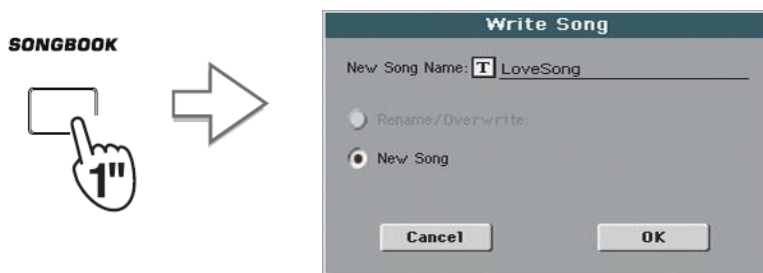 SONGBOOK
1"
Write Song
New Song Name: T LoveSong
Rename/Overwrite:
New Song
Cancel
OK